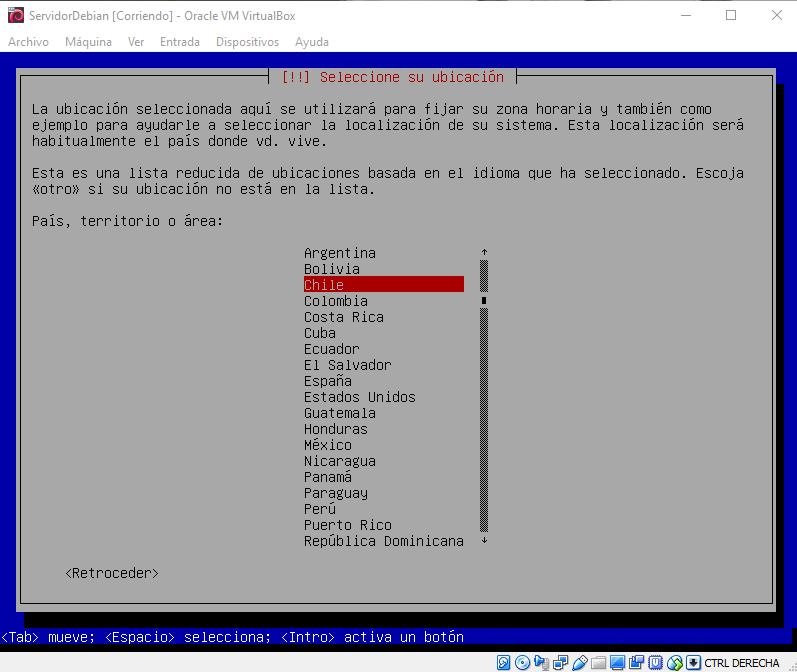 ServidorDebian [Corriendo] - Oracle VM VirtualBox
Archivo Máquina Ver Entrada Dispositivos Ayuda
[!!] Seleccione su ubicación
La ubicación seleccionada aquí se utilizará para fijar su zona horaria y también como
ejemplo para ayudarle a seleccionar la localización de su sistema. Esta localización será
habitualmente el país donde vd. vive.
Esta es una lista reducida de ubicaciones basada en el idioma que ha seleccionado. Escoja
«otro» si su ubicación no está en la lista.
País, territorio o área:
Argentina
Bolivia
Chile
Colombia
Costa Rica
Cuba
Ecuador
El Salvador
España
Estados Unidos
Guatemala
Honduras
México
Nicaragua
Panamá
Paraguay
Perú
Puerto Rico
República Dominicana
<Retroceder>
<Tab> mueve; <Espacio> selecciona; <Intro> activa un botón
CTRL DERECHA